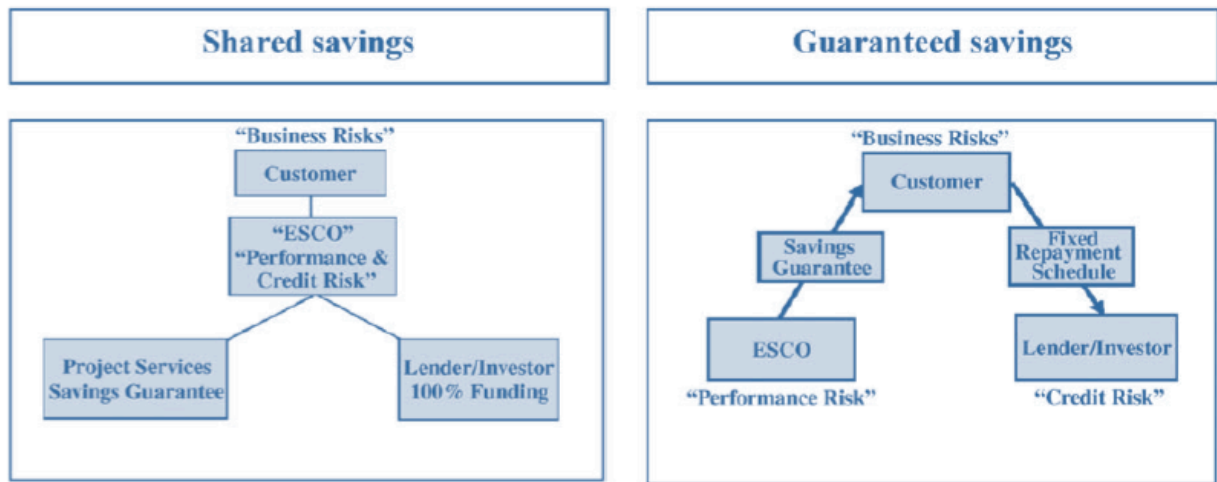 Shared savings
“Business Risks”
Customer
“ESCO”
“Performance &
Credit Risk”
Project Services
Savings Guarantee
Lender/Investor
100% Funding
Guaranteed savings
“Business Risks”
Customer
Savings
Guarantee
Fixed
Repayment
Schedule
ESCO
Lender/Investor
“Performance Risk”
“Credit Risk”